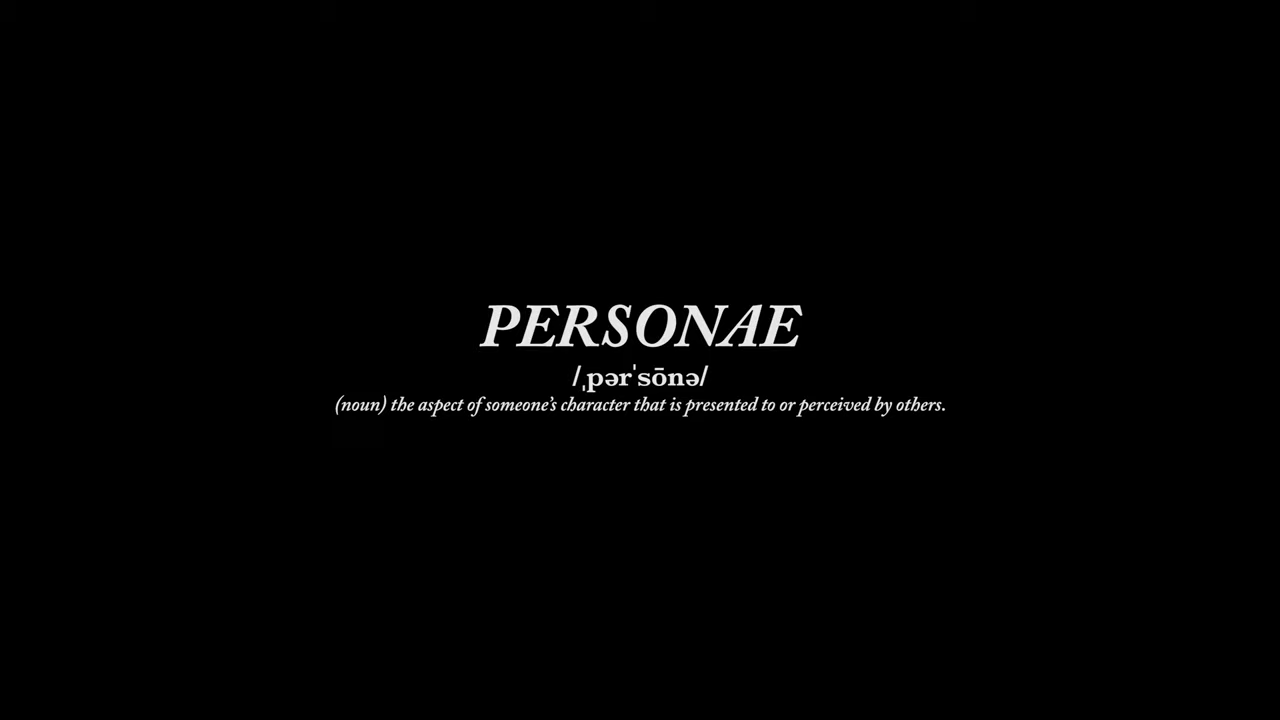 PERSONAE
/ˌpərˈsōnə/
(noun) the aspect of someone’s character that is presented to or perceived by others.